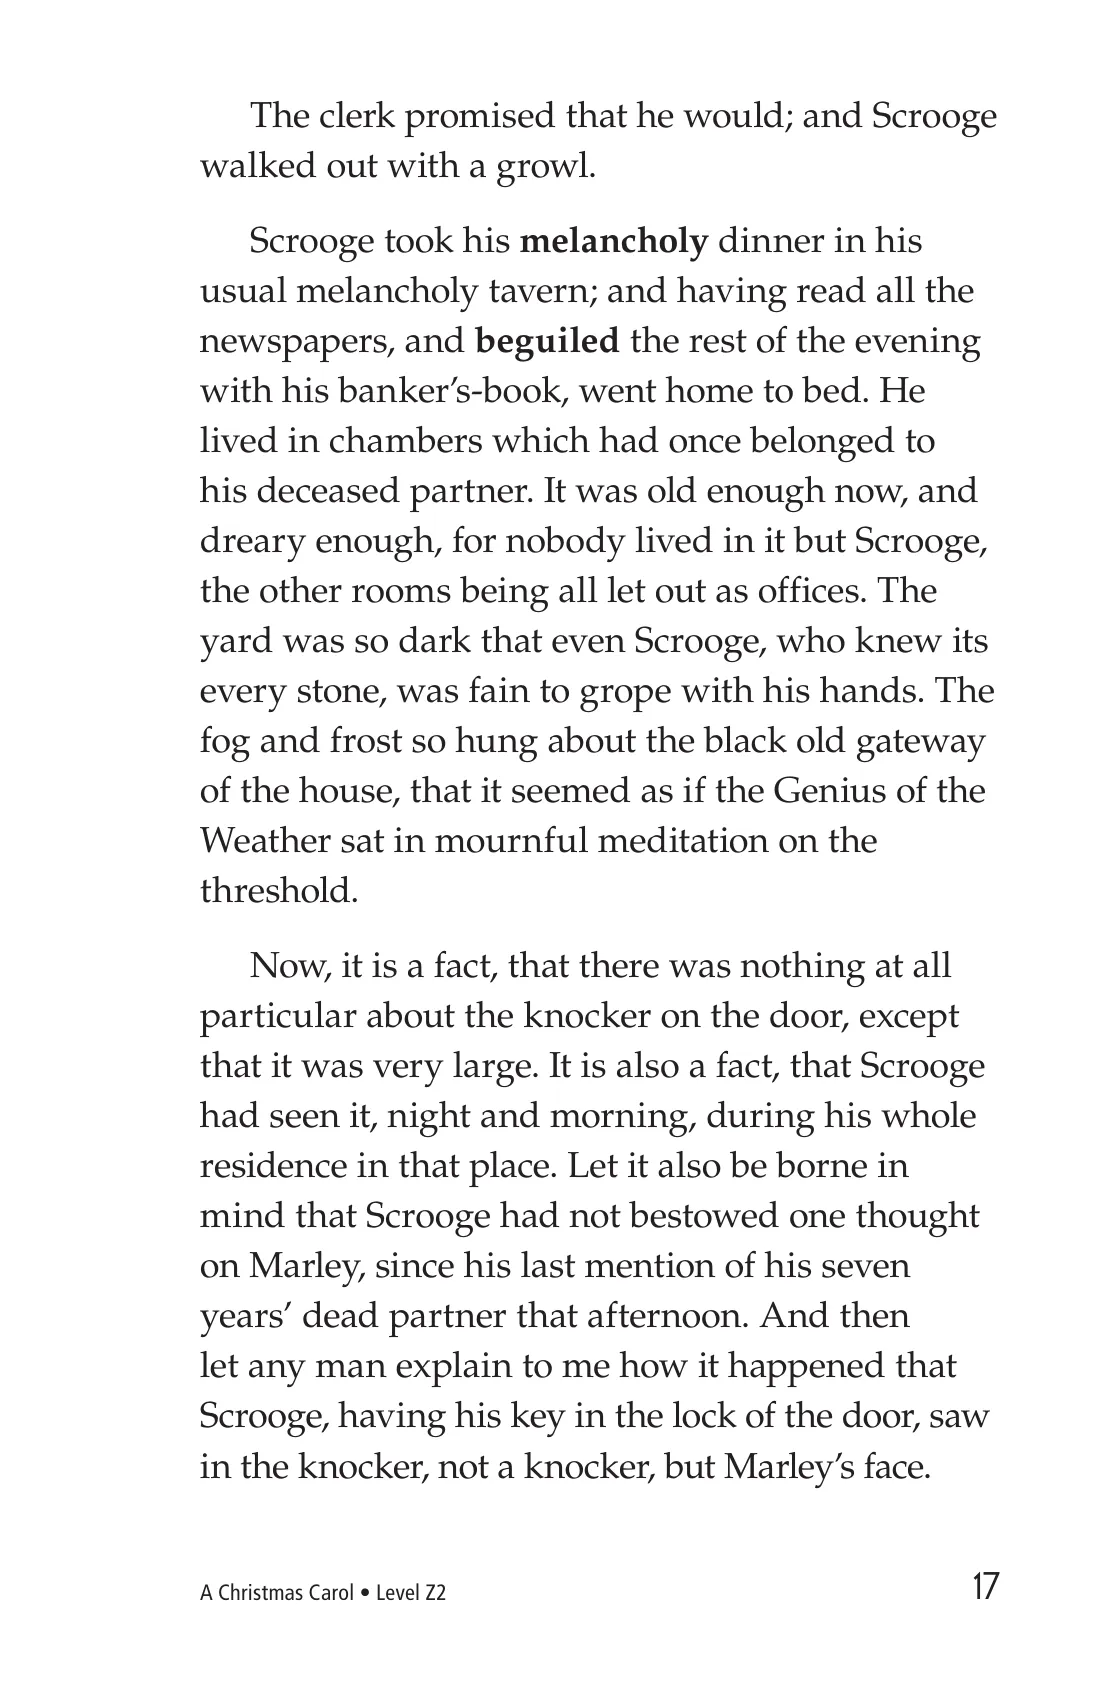 The clerk promised that he would; and Scrooge
walked out with a growl.
Scrooge took his melancholy dinner in his
usual melancholy tavern; and having read all the
newspapers, and beguiled the rest of the evening
with his banker’s-book, went home to bed. He
lived in chambers which had once belonged to
his deceased partner. It was old enough now, and
dreary enough, for nobody lived in it but Scrooge,
the other rooms being all let out as offices. The
yard was so dark that even Scrooge, who knew its
every stone, was fain to grope with his hands. The
fog and frost so hung about the black old gateway
of the house, that it seemed as if the Genius of the
Weather sat in mournful meditation on the
threshold.
Now, it is a fact, that there was nothing at all
particular about the knocker on the door, except
that it was very large. It is also a fact, that Scrooge
had seen it, night and morning, during his whole
residence in that place. Let it also be borne in
mind that Scrooge had not bestowed one thought
on Marley, since his last mention of his seven
years’ dead partner that afternoon. And then
let any man explain to me how it happened that
Scrooge, having his key in the lock of the door, saw
in the knocker, not a knocker, but Marley’s face.
A Christmas Carol • Level Z2
17